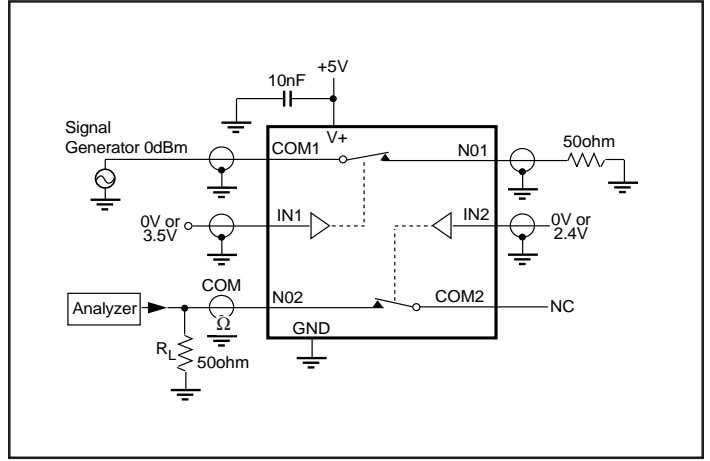 +5V
10nF
V+
Signal
Generator 0dBm
COM1
N01
50ohm
0V or
3.5V
IN1
IN2
0V or
2.4V
COM
Analyzer
N02
COM2
NC
Ω
GND
RL
50ohm